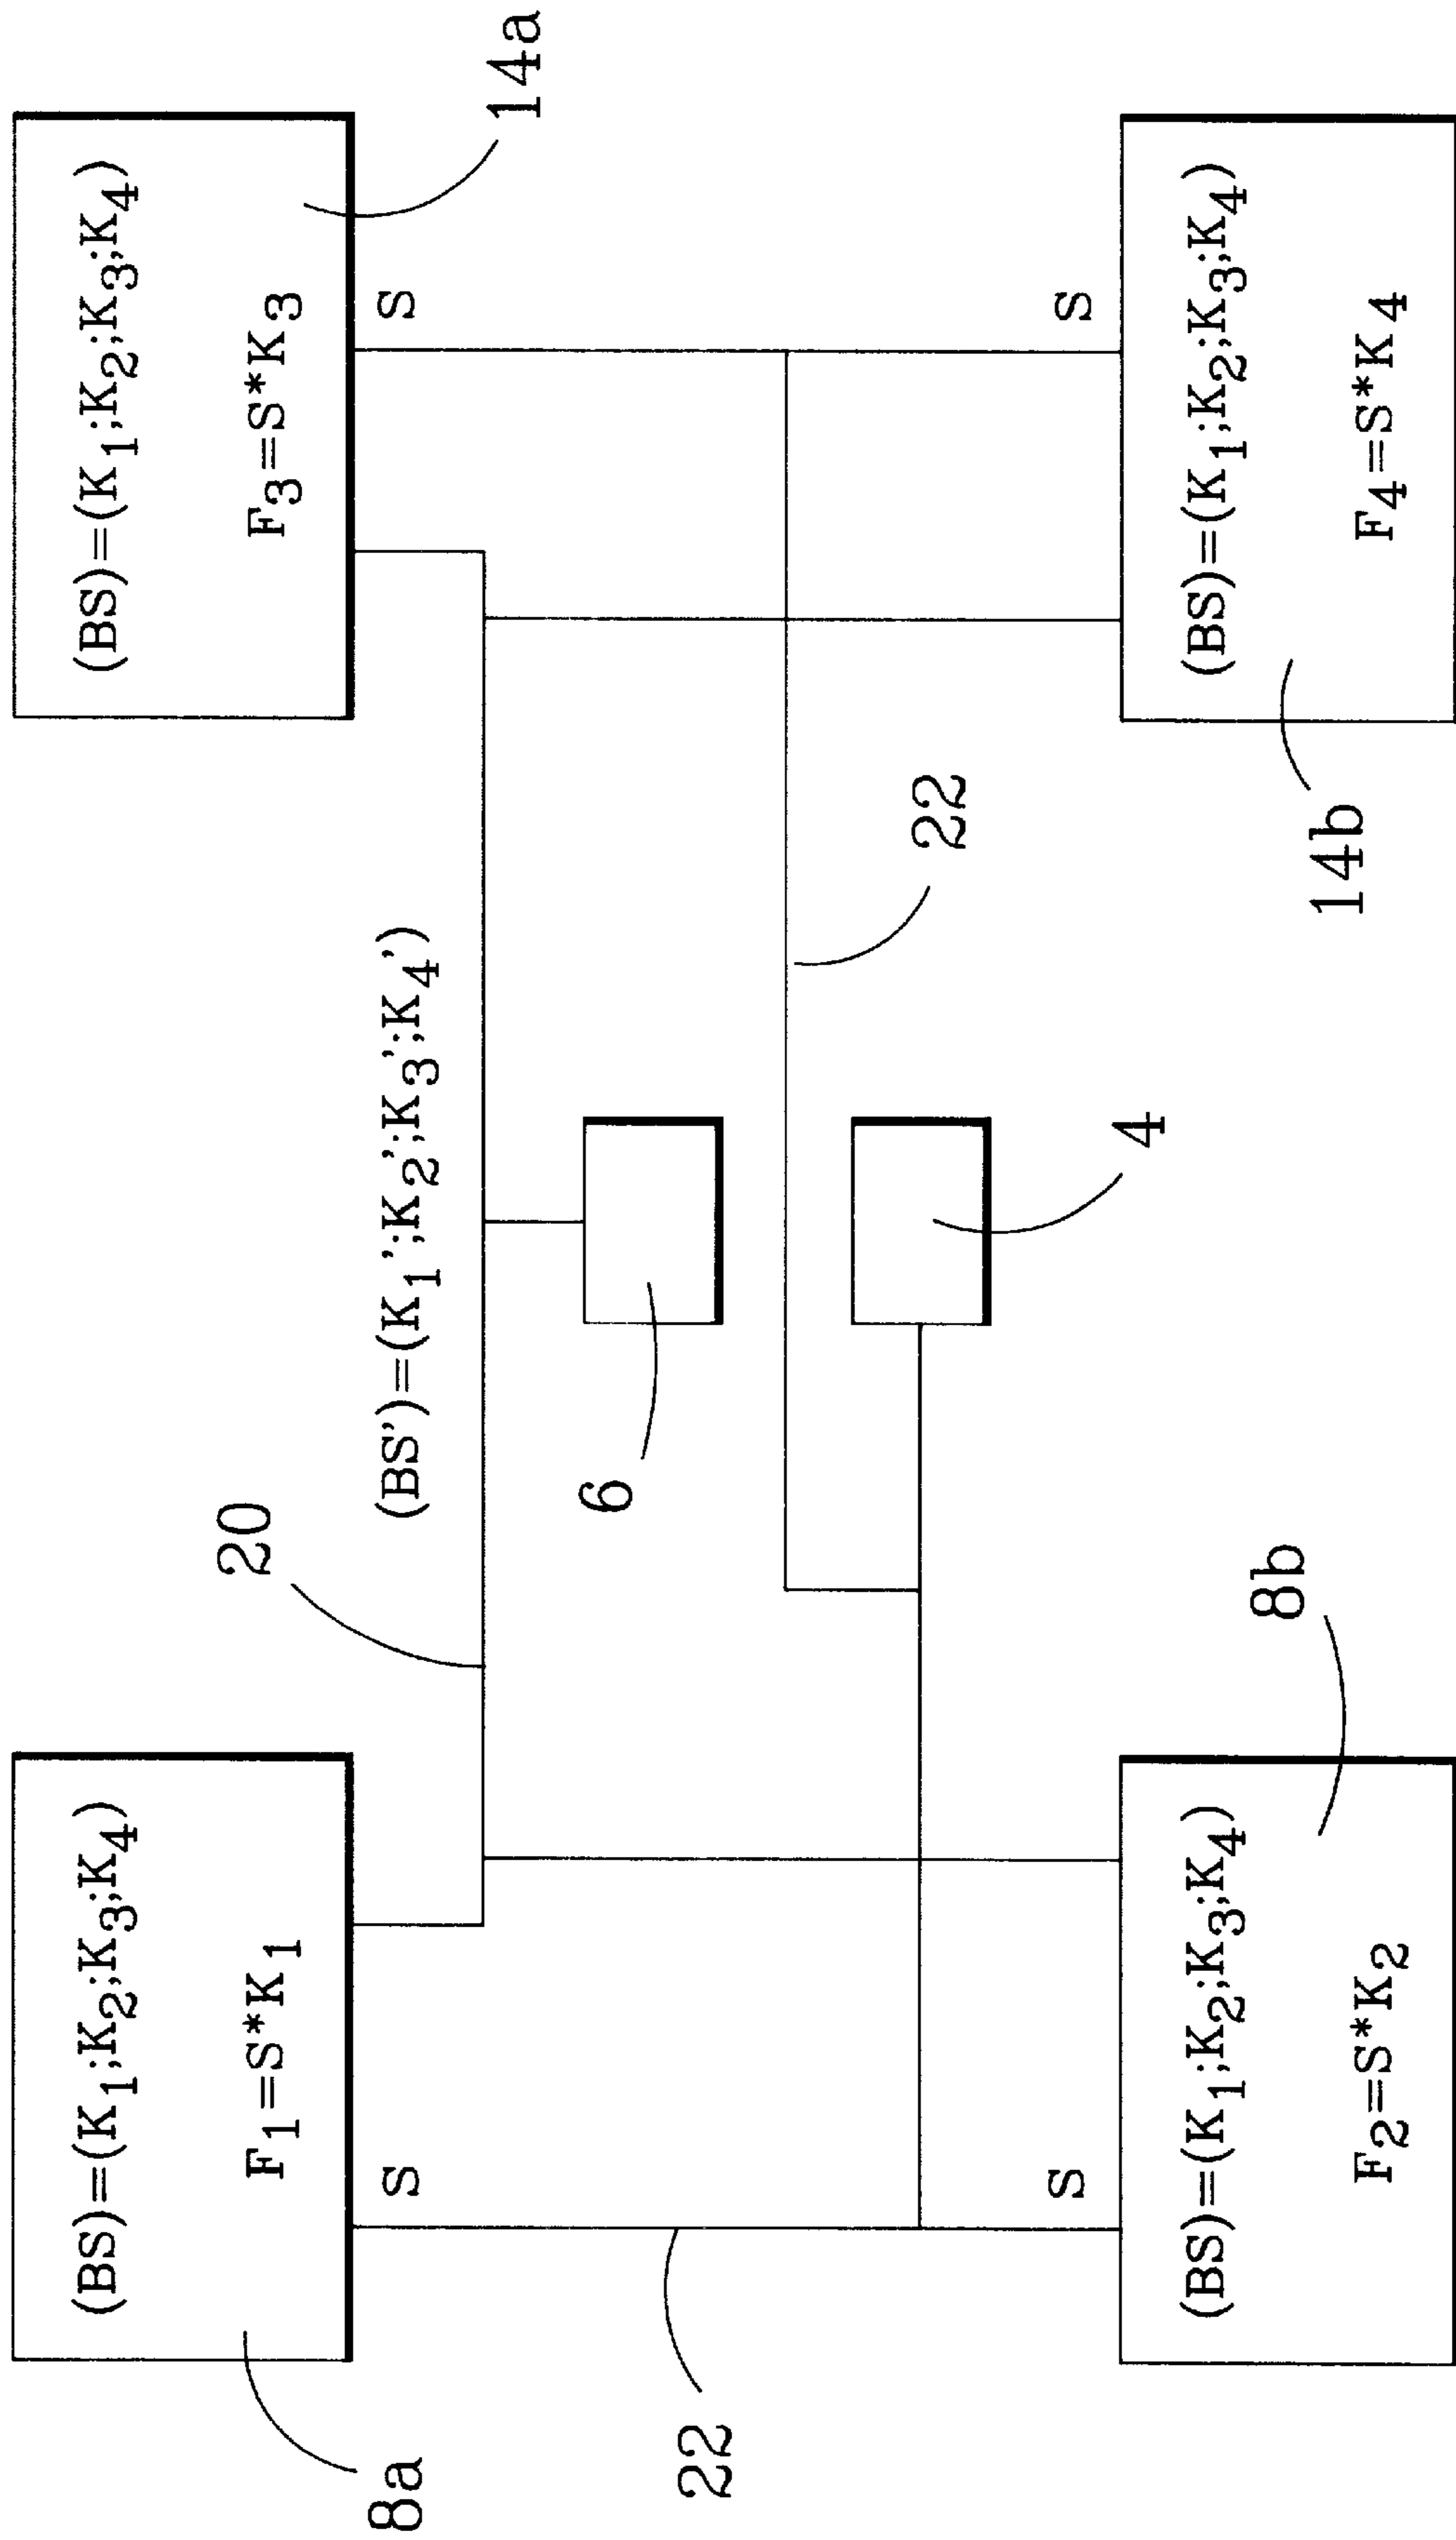 (BS)=(K₁;K₂;K₃;K₄)
F₁=S*K₁
8a
S
22
20
(BS')=(K₁';K₂';K₃';K₄')
(BS)=(K₁;K₂;K₃;K₄)
F₃=S*K₃
14a
S
6
22
4
S
(BS)=(K₁;K₂;K₃;K₄)
F₂=S*K₂
8b
S
(BS)=(K₁;K₂;K₃;K₄)
F₄=S*K₄
14b